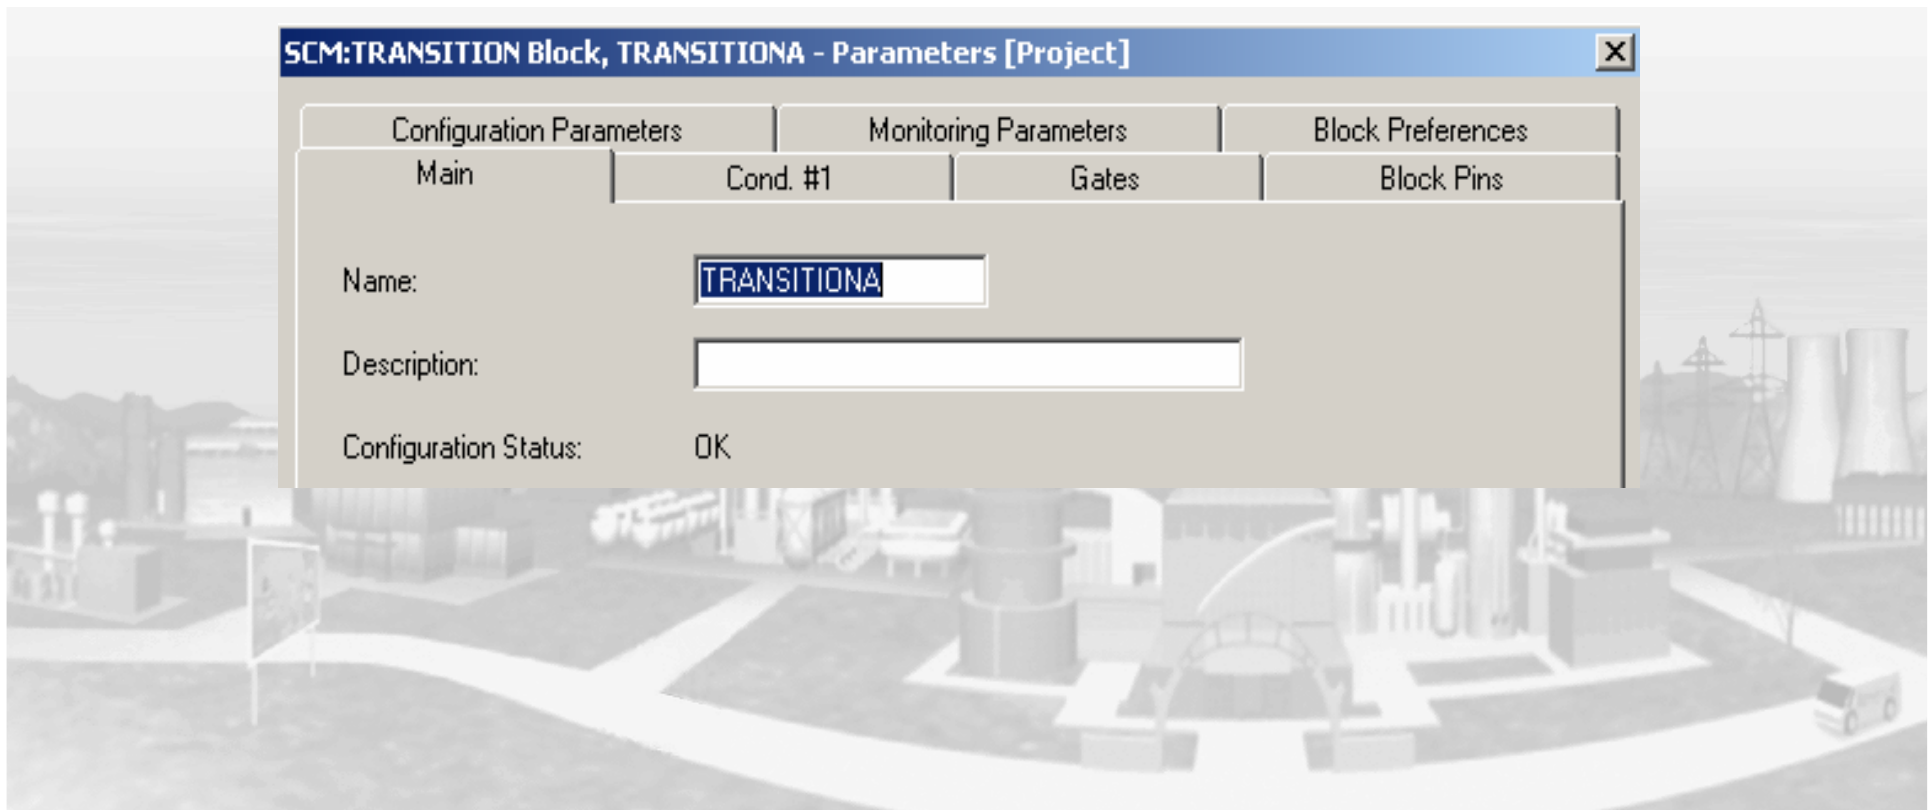 SCM:TRANSITION Block, TRANSITIONA - Parameters [Project]
Configuration Parameters Monitoring Parameters Block Preferences
Main Cond. #1 Gates Block Pins
Name: TRANSITIONA
Description:
Configuration Status: OK